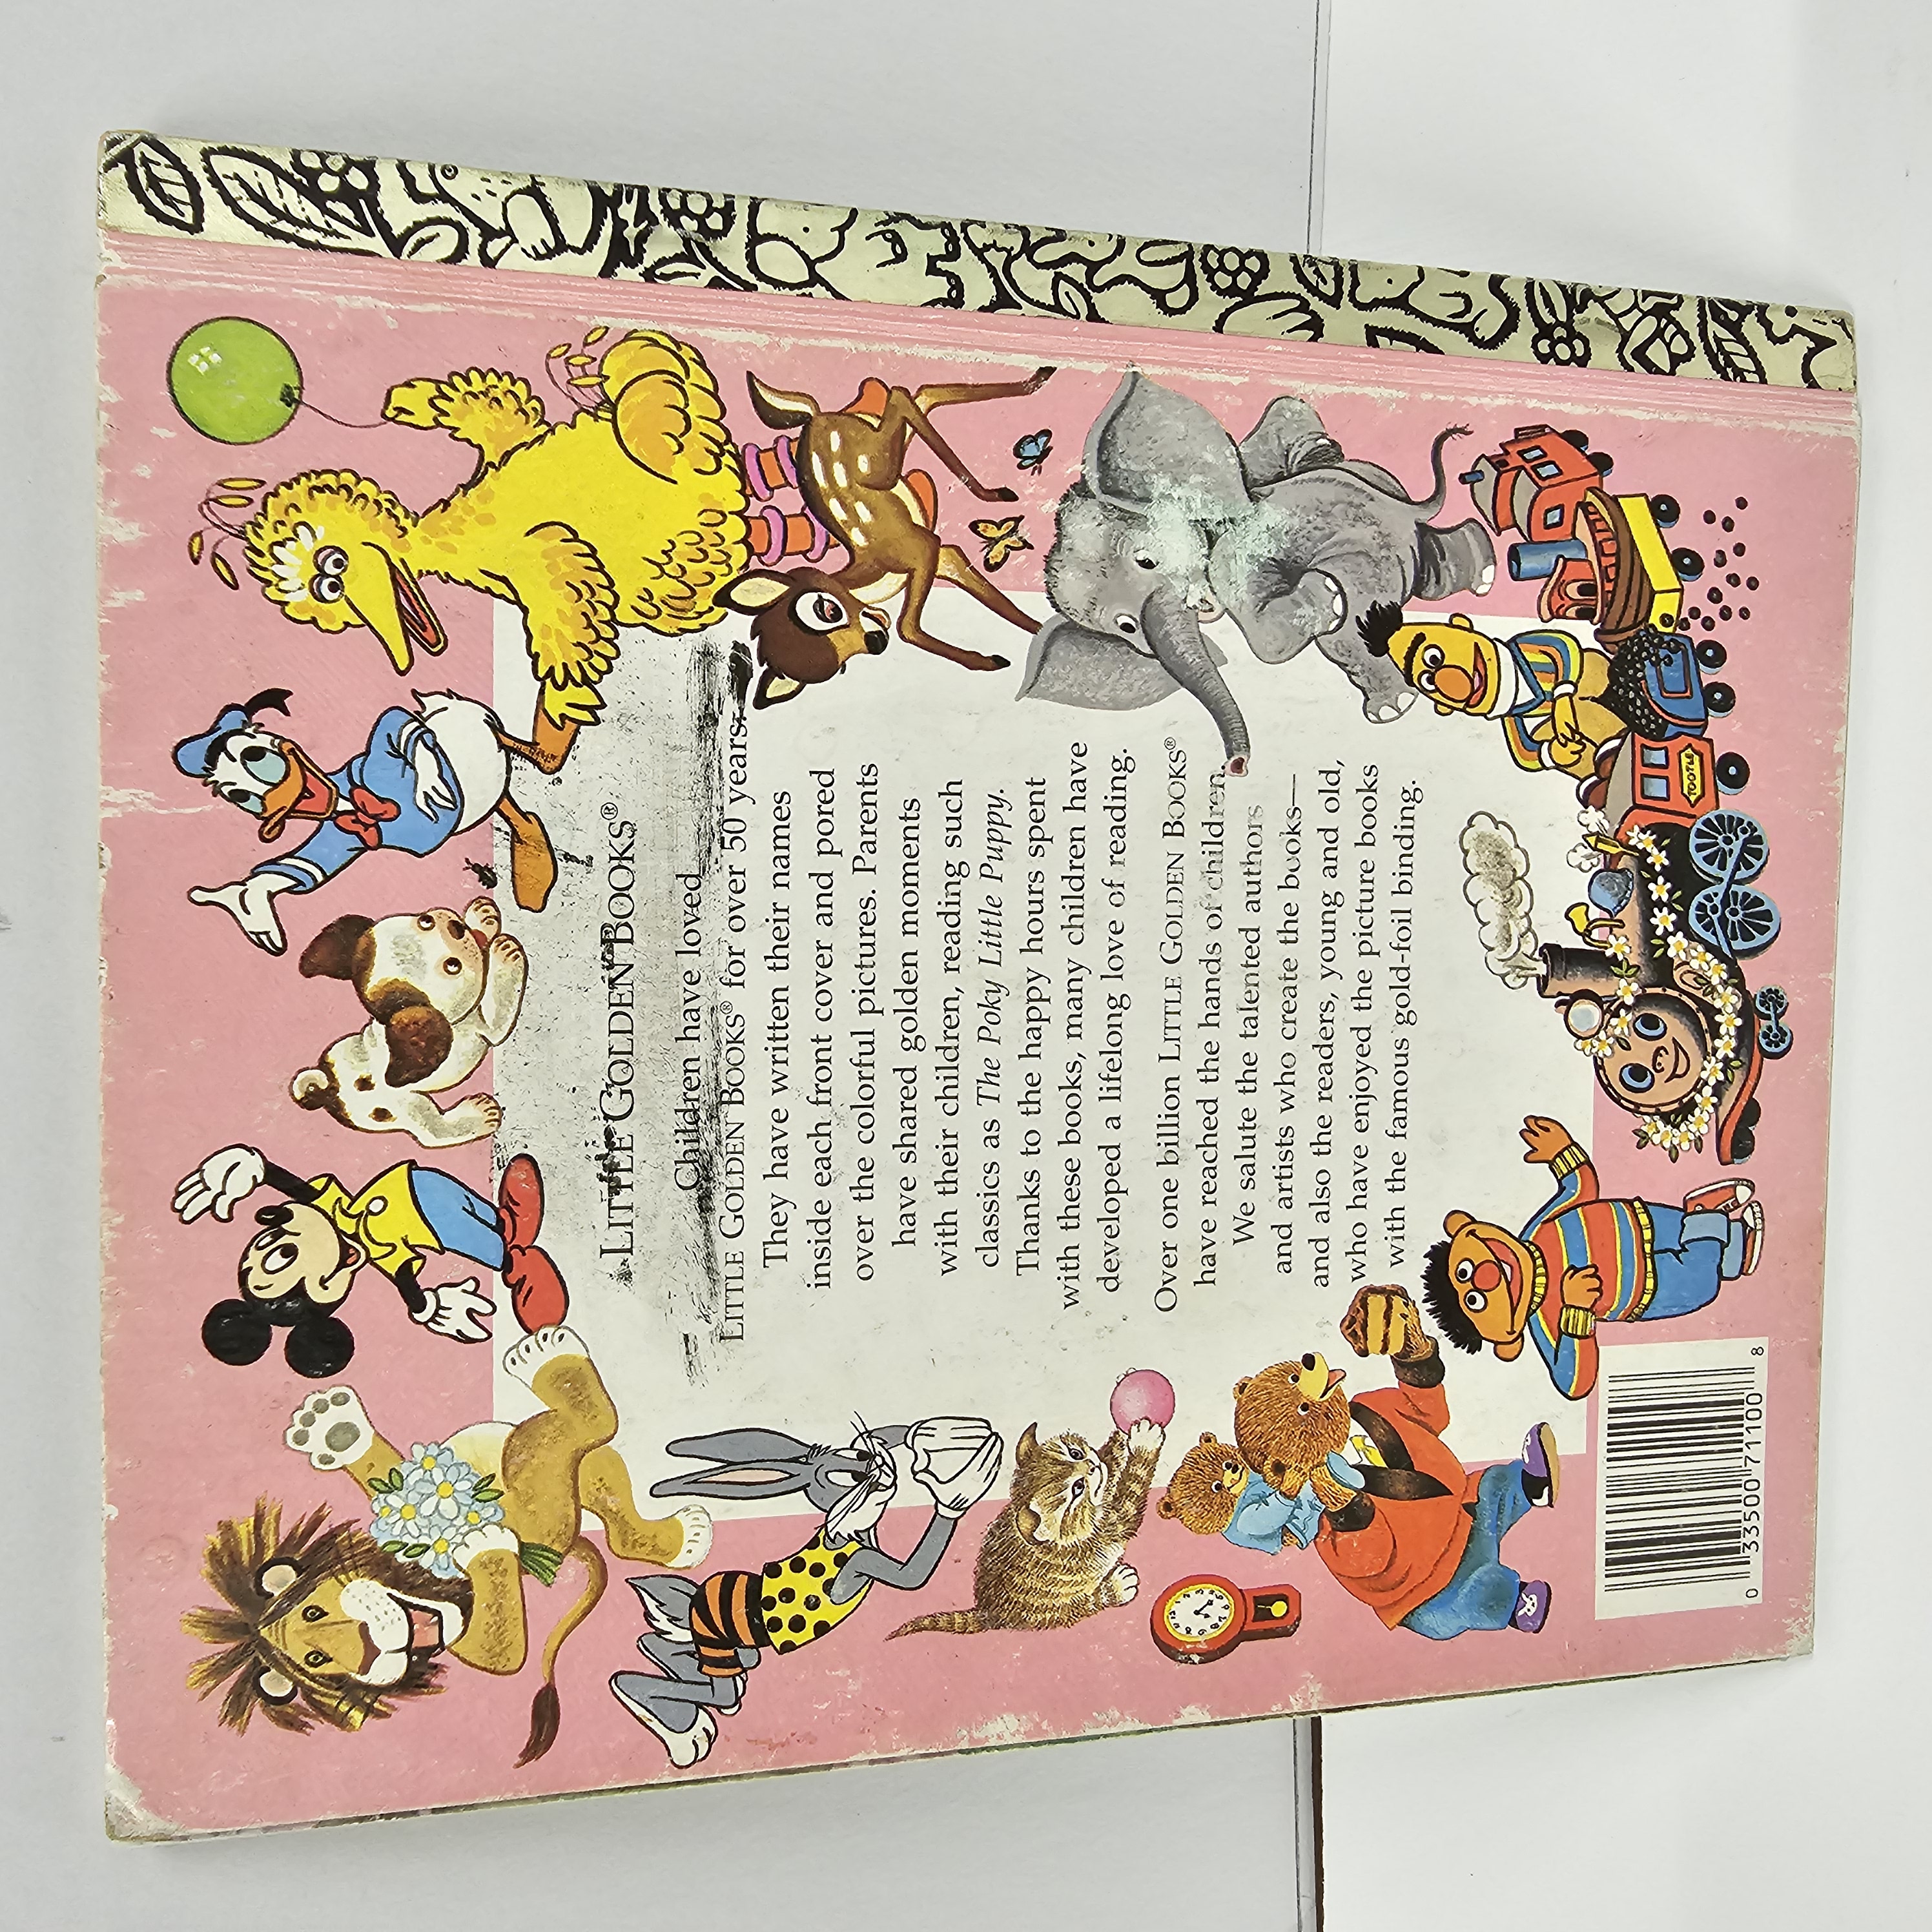 LITTLE GOLDEN BOOKS®
Children have loved
LITTLE GOLDEN BOOKS® for over 50 years.
They have written their names
inside each front cover and pored
over the colorful pictures. Parents
have shared golden moments
with their children, reading such
classics as The Poky Little Puppy.
Thanks to the happy hours spent
with these books, many children have
developed a lifelong love of reading.
Over one billion LITTLE GOLDEN BOOKS®
have reached the hands of children.
We salute the talented authors
and artists who create the books—
and also the readers, young and old,
who have enjoyed the picture books
with the famous gold-foil binding.
TOOTLE
0 33500 71100 8